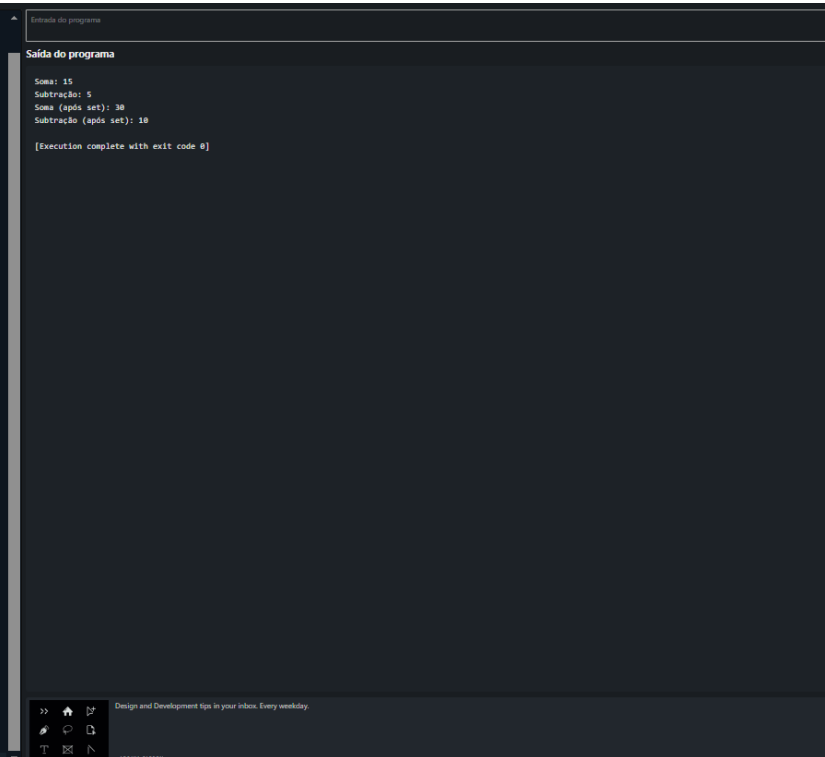 Entrada do programa
Saída do programa
Soma: 15
Subtração: 5
Soma (após set): 30
Subtração (após set): 10
[Execution complete with exit code 0]
Design and Development tips in your inbox. Every weekday.